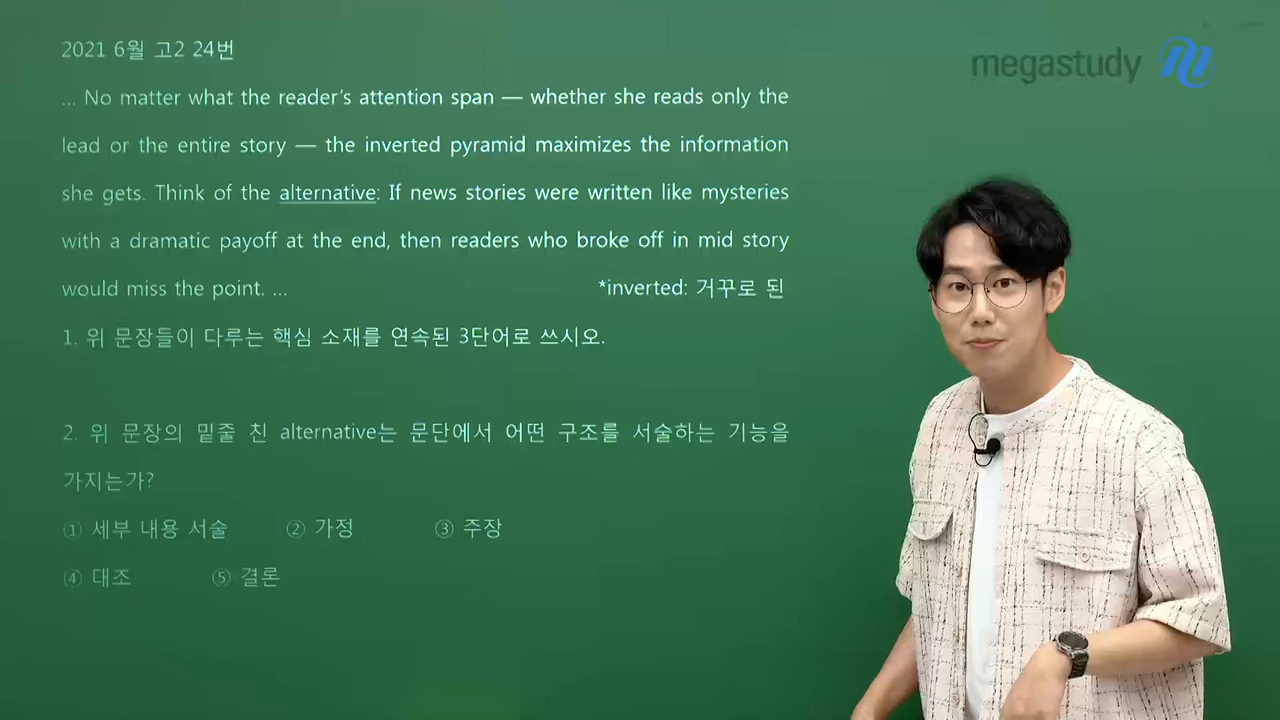 2021 6월 고2 24번
megastudy
... No matter what the reader's attention span — whether she reads only the
lead or the entire story — the inverted pyramid maximizes the information
she gets. Think of the alternative: If news stories were written like mysteries
with a dramatic payoff at the end, then readers who broke off in mid story
would miss the point. ...
*inverted: 거꾸로 된
1. 위 문장들이 다루는 핵심 소재를 연속된 3단어로 쓰시오.
2. 위 문장의 밑줄 친 alternative는 문단에서 어떤 구조를 서술하는 기능을
가지는가?
① 세부 내용 서술 ② 가정 ③ 주장
④ 대조 ⑤ 결론